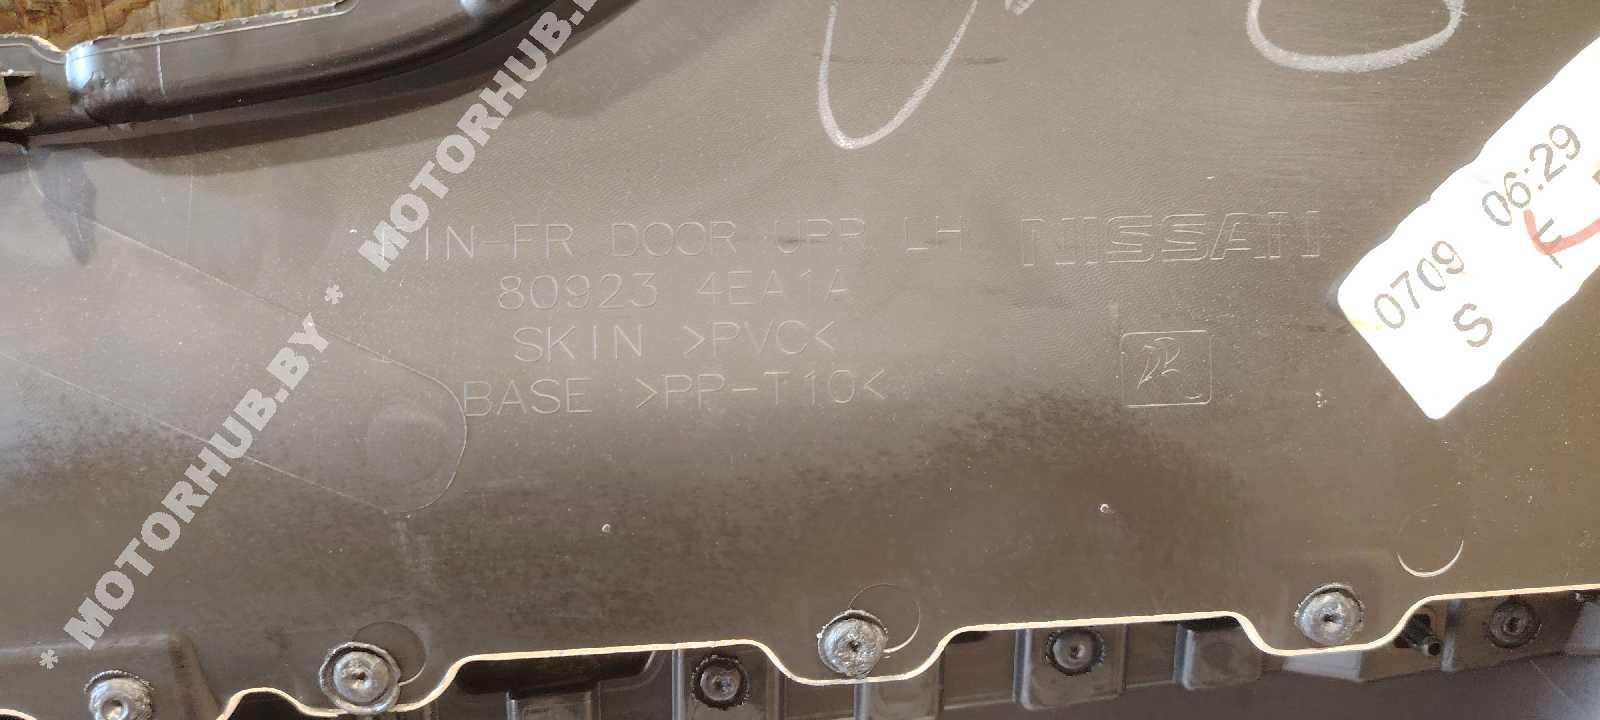 FIN-FR DOOR UPR LH NISSAN
80923 4EA1A
SKIN >PVC<
BASE >PP-T10<
0709 06:29
S F
* MOTORHUB.BY * MOTORHUB.BY